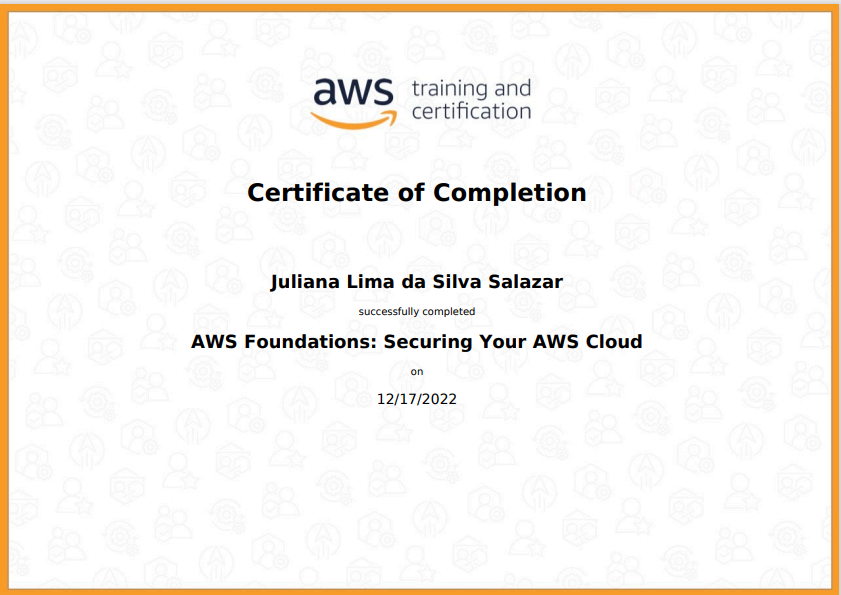 aws training and
certification
Certificate of Completion
Juliana Lima da Silva Salazar
successfully completed
AWS Foundations: Securing Your AWS Cloud
on
12/17/2022